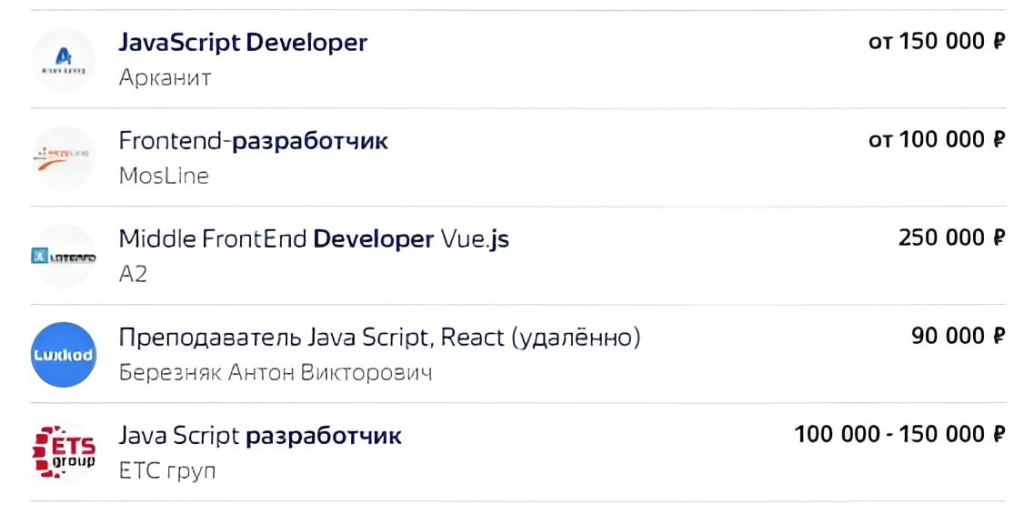 JavaScript Developer
от 150 000 ₽
Арканит
Frontend-разработчик
от 100 000 ₽
MosLine
Middle FrontEnd Developer Vue.js
250 000 ₽
А2
Luxkod
Преподаватель Java Script, React (удалённо)
90 000 ₽
Березняк Антон Викторович
ETS
group
Java Script разработчик
100 000 - 150 000 ₽
ЕТС груп